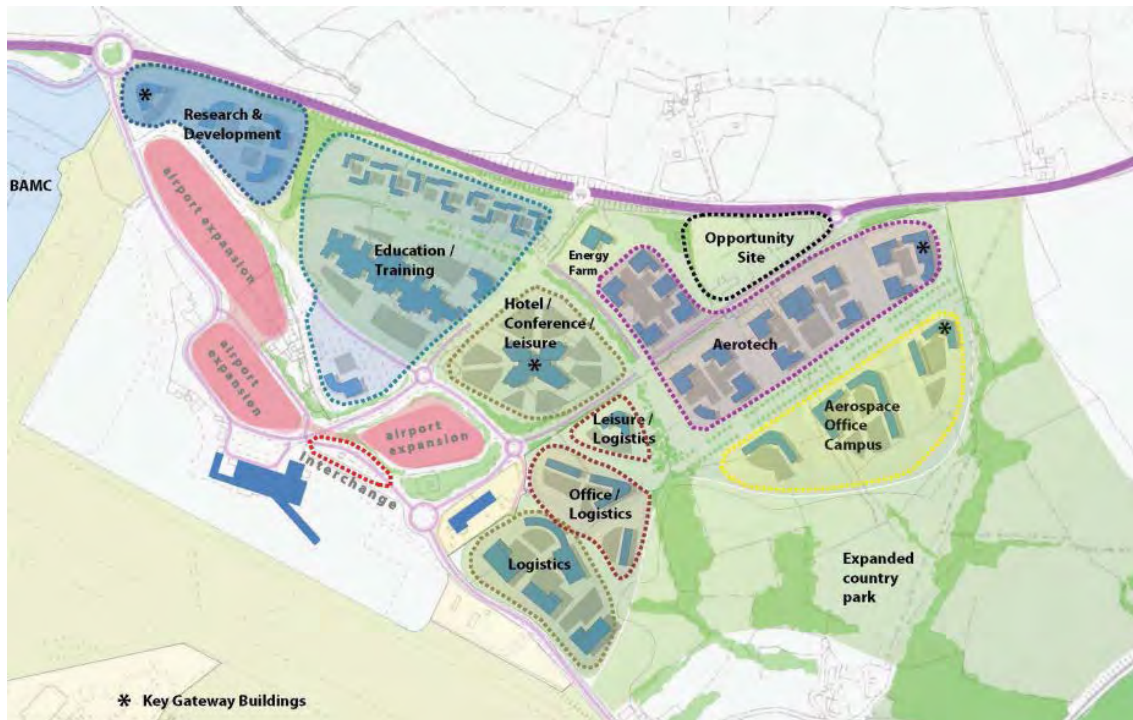 Research &
Development
BAMC
airport expansion
Education /
Training
Energy
Farm
Opportunity
Site
Hotel /
Conference /
Leisure
airport
expansion
Aerotech
airport
expansion
Leisure /
Logistics
Aerospace
Office
Campus
Interchange
Office /
Logistics
Logistics
Expanded
country
park
* Key Gateway Buildings